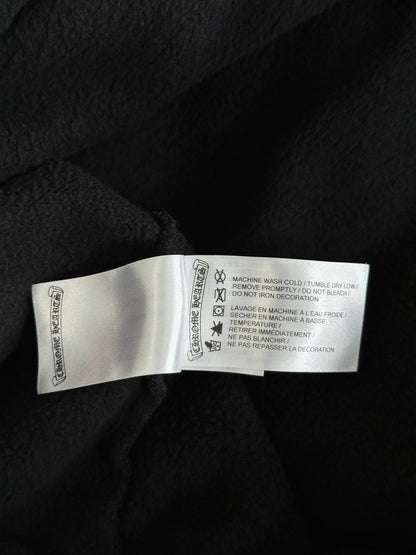 CHROME HEARTS
CHROME HEARTS
MACHINE WASH COLD / TUMBLE DRY LOW /
REMOVE PROMPTLY / DO NOT BLEACH /
DO NOT IRON DECORATION
LAVAGE EN MACHINE À L'EAU FROIDE /
SECHER EN MACHINE À BASSE
TEMPERATURE /
RETIRER IMMÉDIATEMENT /
NE PAS BLANCHIR /
NE PAS REPASSER LA DECORATION